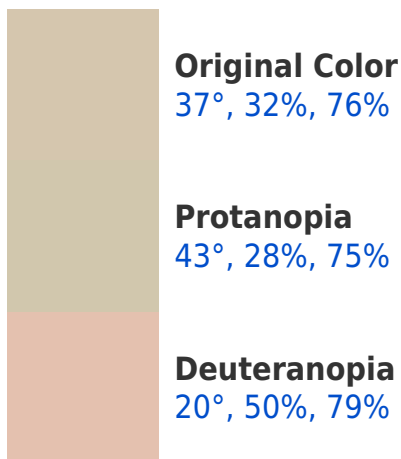 Original Color
37°, 32%, 76%
Protanopia
43°, 28%, 75%
Deuteranopia
20°, 50%, 79%